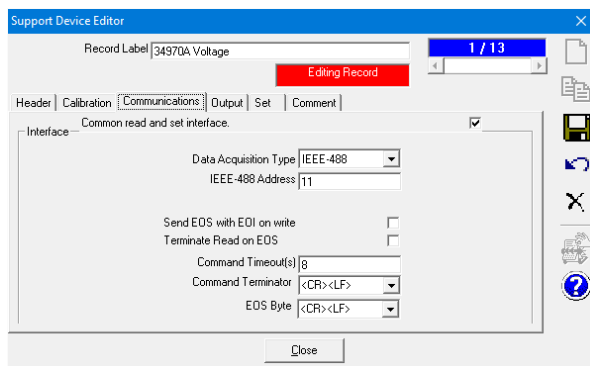 Support Device Editor
Record Label 34970A Voltage
1 / 13
Editing Record
Header Calibration Communications Output Set Comment
Interface Common read and set interface.
Data Acquisition Type IEEE-488
IEEE-488 Address 11
Send EOS with EOI on write
Terminate Read on EOS
Command Timeout(s) 8
Command Terminator <CR><LF>
EOS Byte <CR><LF>
Close